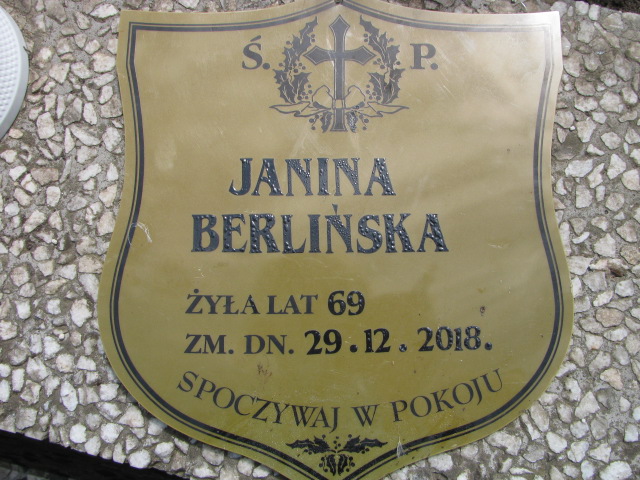 Ś. P.
JANINA
BERLIŃSKA
ŻYŁA LAT 69
ZM. DN. 29.12.2018.
SPOCZYWAJ W POKOJU